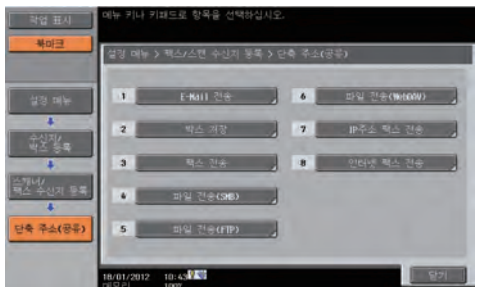 작업 표시
메뉴 키나 키패드로 항목을 선택하십시오.
북마크
설정 메뉴 > 팩스/스캔 수신지 등록 > 단축 주소(공유)
설정 메뉴
수신지/
박스 등록
스캐너/
팩스 수신지 등록
단축 주소(공유)
1 E-Mail 전송
2 박스 저장
3 팩스 전송
4 파일 전송(SMB)
5 파일 전송(FTP)
6 파일 전송(WebDAV)
7 IP주소 팩스 전송
8 인터넷 팩스 전송
18/01/2012 10:43
메모리 100%
닫기